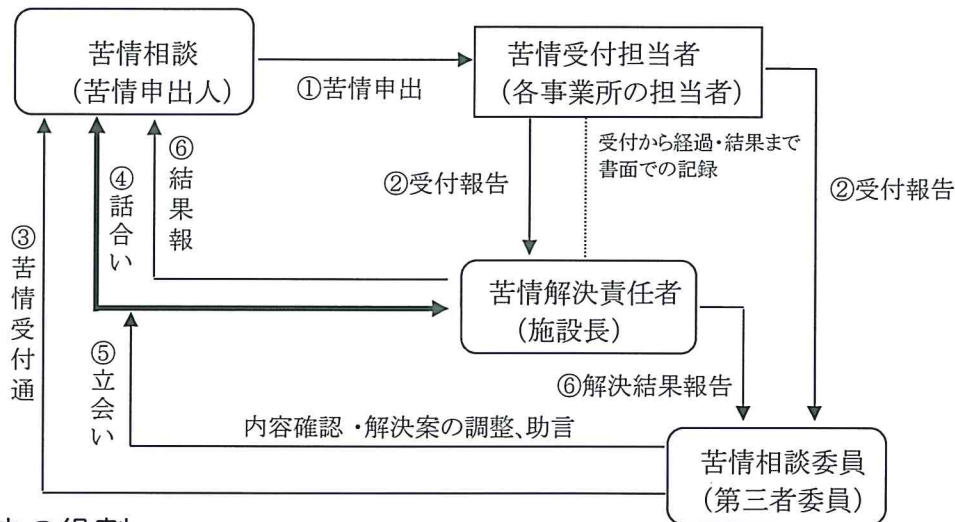 苦情相談
(苦情申出人)
①苦情申出
苦情受付担当者
(各事業所の担当者)
受付から経過・結果まで
書面での記録
②受付報告
②受付報告
③苦情受付通
④話合い
⑥結果報
苦情解決責任者
(施設長)
⑤立会い
⑥解決結果報告
内容確認・解決案の調整、助言
苦情相談委員
(第三者委員)